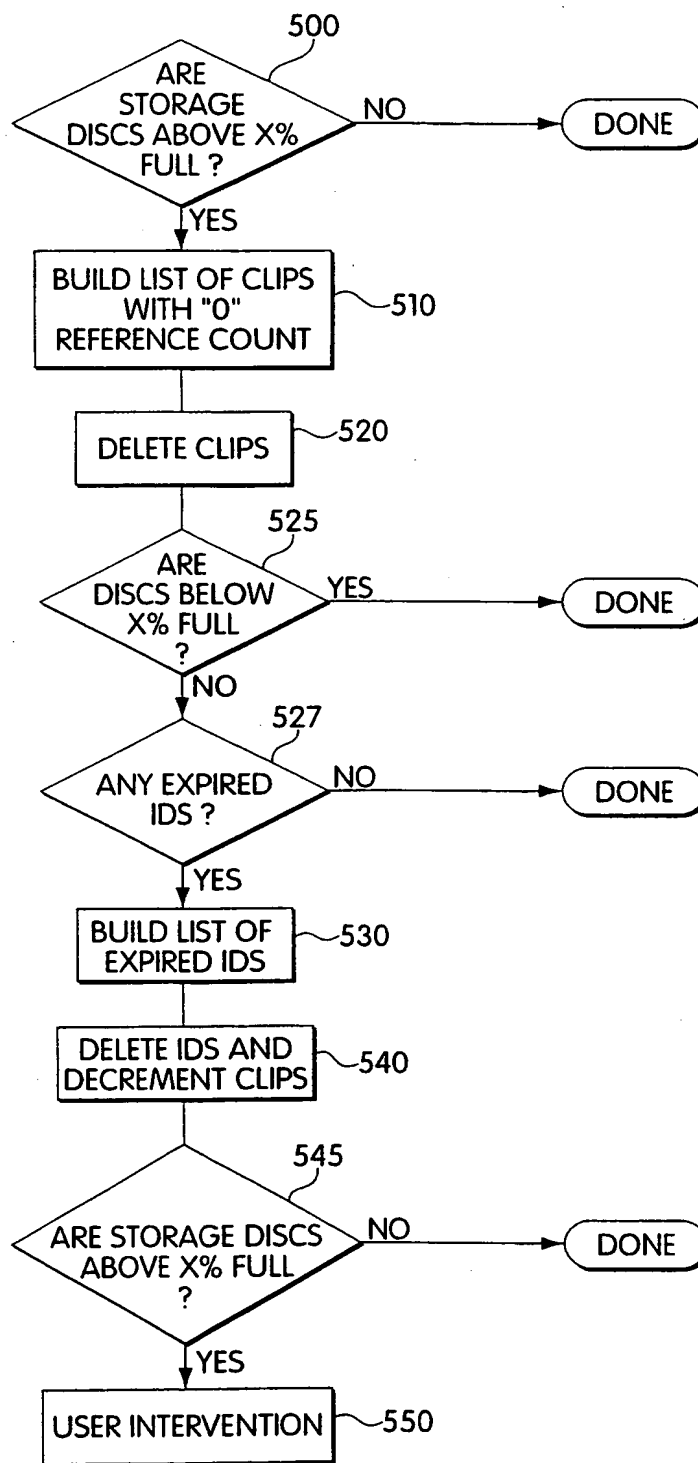 500
ARE
STORAGE
DISCS ABOVE X%
FULL ?
NO
DONE
YES
BUILD LIST OF CLIPS
WITH "0"
REFERENCE COUNT
510
DELETE CLIPS
520
525
ARE
DISCS BELOW
X% FULL
?
YES
DONE
NO
527
ANY EXPIRED
IDS ?
NO
DONE
YES
BUILD LIST OF
EXPIRED IDS
530
DELETE IDS AND
DECREMENT CLIPS
540
545
ARE STORAGE DISCS
ABOVE X% FULL
?
NO
DONE
YES
USER INTERVENTION
550